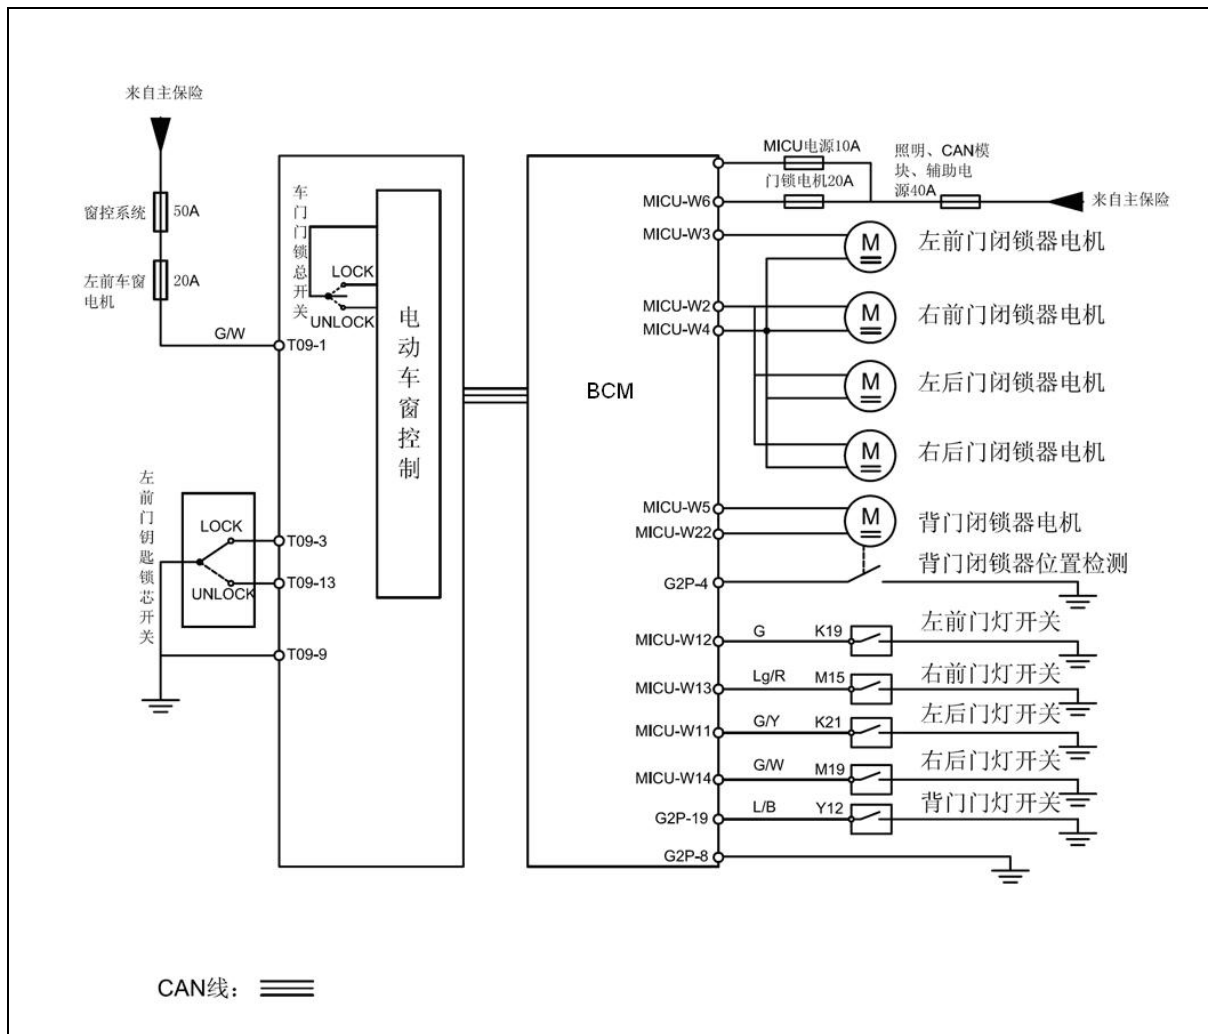 来自主保险
窗控系统
50A
左前车窗
电机
20A
G/W
T09-1
车门门锁总开关
LOCK
UNLOCK
电动车窗控制
左前门钥匙锁芯开关
LOCK
UNLOCK
T09-3
T09-13
T09-9
BCM
MICU电源10A
门锁电机20A
照明、CAN模
块、辅助电
源40A
来自主保险
MICU-W6
MICU-W3
左前门闭锁器电机
M
MICU-W2
MICU-W4
右前门闭锁器电机
M
左后门闭锁器电机
M
右后门闭锁器电机
M
MICU-W5
MICU-W22
背门闭锁器电机
M
背门闭锁器位置检测
G2P-4
左前门灯开关
MICU-W12
G
K19
右前门灯开关
MICU-W13
Lg/R
M15
左后门灯开关
MICU-W11
G/Y
K21
右后门灯开关
MICU-W14
G/W
M19
背门门灯开关
G2P-19
L/B
Y12
G2P-8
CAN线：